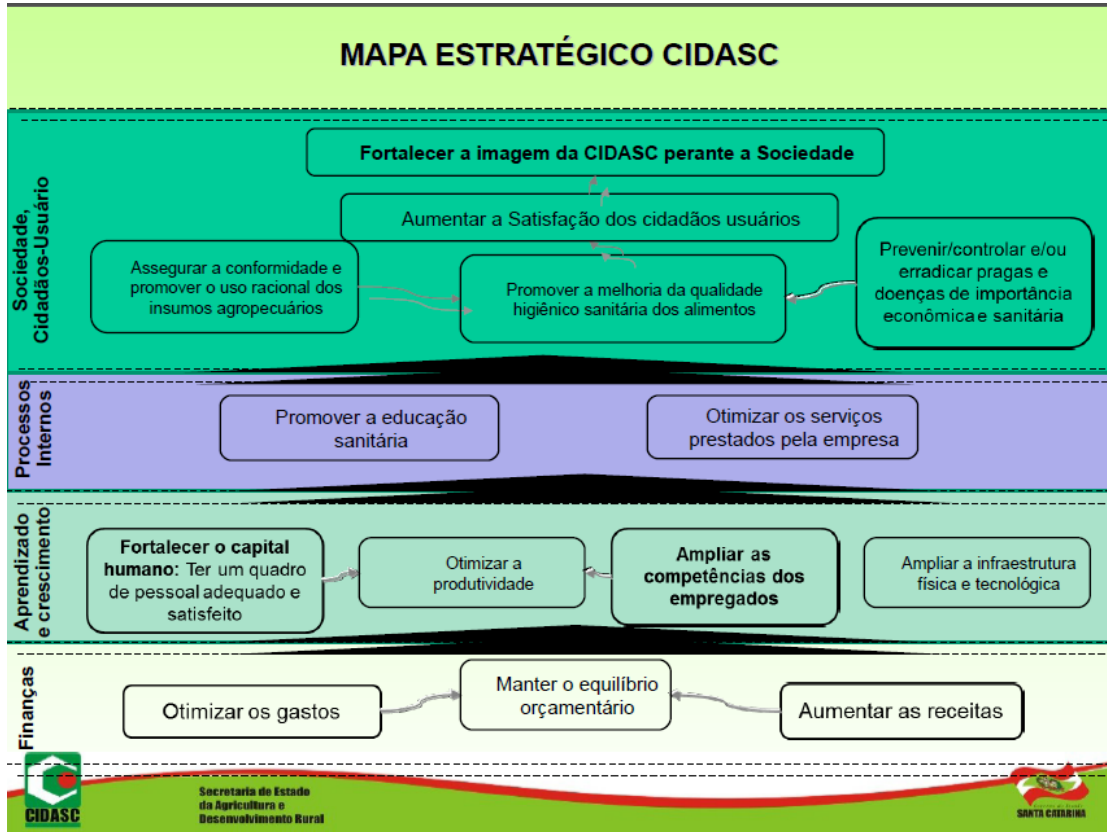 MAPA ESTRATÉGICO CIDASC
Sociedade,
Cidadãos-Usuário
Fortalecer a imagem da CIDASC perante a Sociedade
Aumentar a Satisfação dos cidadãos usuários
Assegurar a conformidade e
promover o uso racional dos
insumos agropecuários
Promover a melhoria da qualidade
higiênico sanitária dos alimentos
Prevenir/controlar e/ou
erradicar pragas e
doenças de importância
econômica e sanitária
Processos
Internos
Promover a educação
sanitária
Otimizar os serviços
prestados pela empresa
Aprendizado
e crescimento
Fortalecer o capital
humano: Ter um quadro
de pessoal adequado e
satisfeito
Otimizar a
produtividade
Ampliar as
competências dos
empregados
Ampliar a infraestrutura
física e tecnológica
Finanças
Otimizar os gastos
Manter o equilíbrio
orçamentário
Aumentar as receitas
CIDASC
Secretaria de Estado
da Agricultura e
Desenvolvimento Rural
SANTA CATARINA